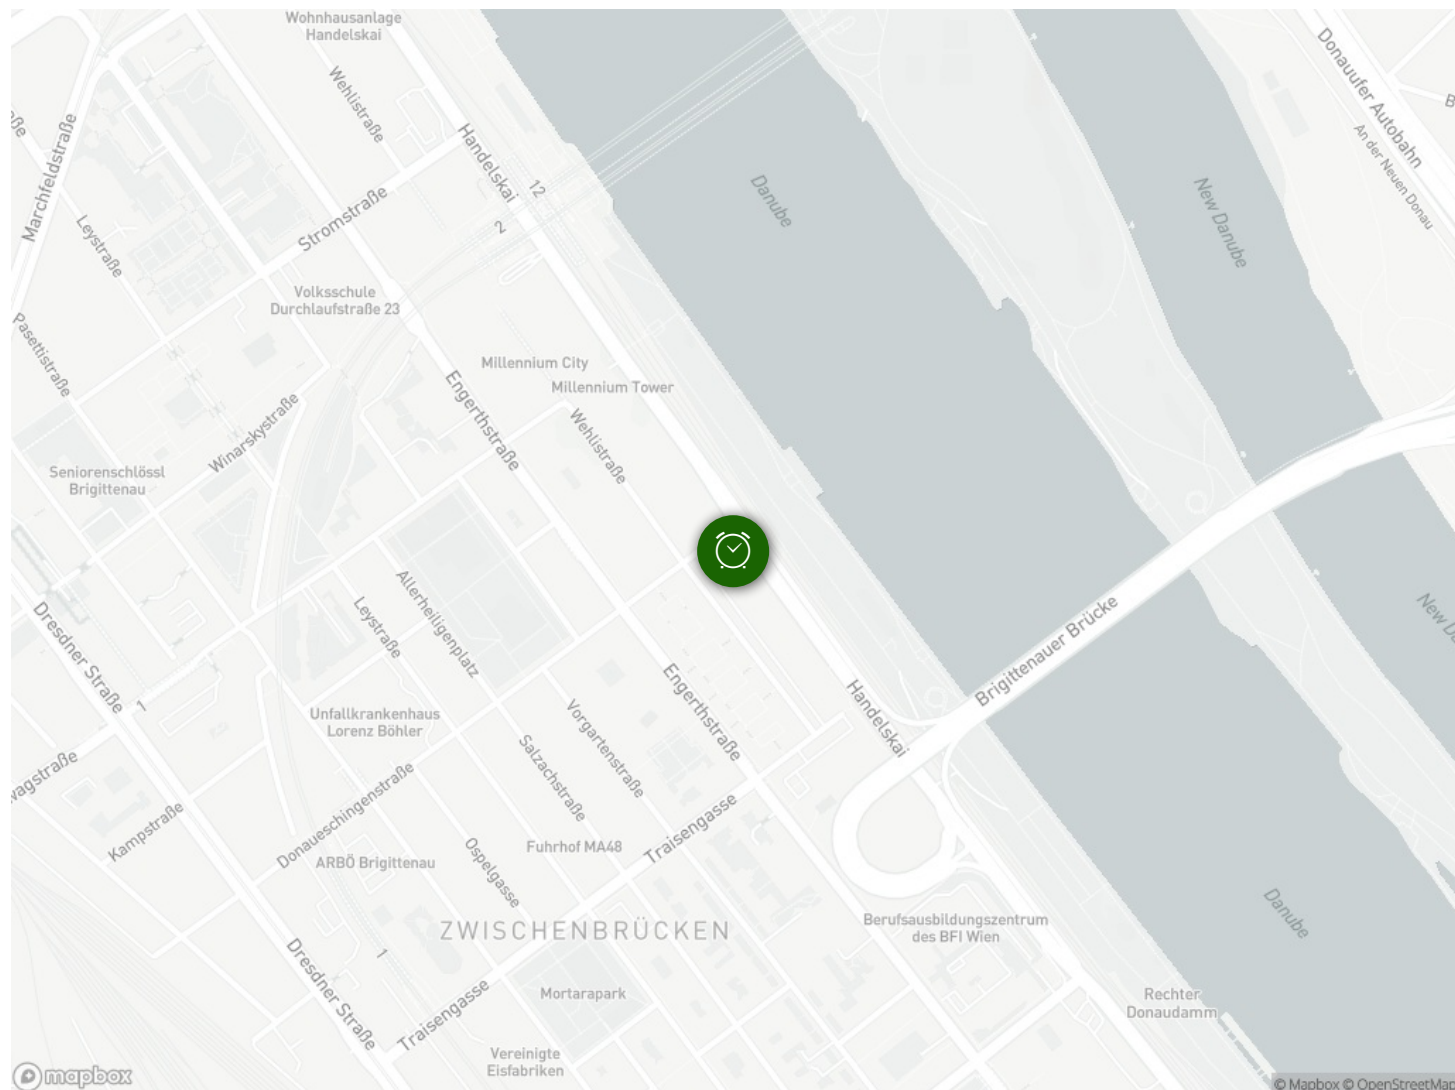 Wohnhausanlage
Handelskai
Wehlistraße
Donauufer Autobahn
An der Neuen Donau
Marchfeldstraße
Handelskai
12
2
Danube
New Danube
Leystraße
Stromstraße
Volksschule
Durchlaufstraße 23
Pasettistraße
Millennium City
Millennium Tower
Engerthstraße
Winarskystraße
Wehlistraße
Seniorenschlössl
Brigittenau
Allerheiligenplatz
Leystraße
Dresdner Straße
1
Brigittenauer Brücke
Engerthstraße
Handelskai
Unfallkrankenhaus
Lorenz Böhler
Vorgartenstraße
Salzachstraße
Kampstraße
Donaueschingenstraße
ARBÖ Brigittenau
Ospelgasse
Fuhrhof MA48
Traisengasse
ZWISCHENBRÜCKEN
Berufsausbildungszentrum
des BFI Wien
Danube
1
Dresdner Straße
Traisengasse
Mortarapark
Rechter
Donaudamm
Vereinigte
Eisfabriken
mapbox
© Mapbox © OpenStreetMap